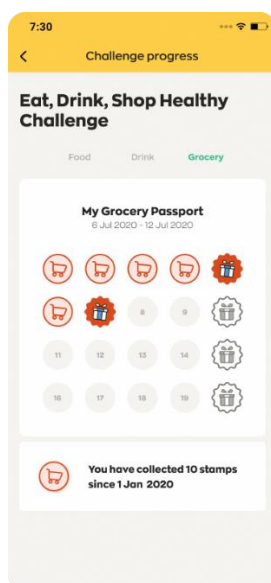 7:30
Challenge progress
Eat, Drink, Shop Healthy
Challenge
Food Drink Grocery
My Grocery Passport
6 Jul 2020 - 12 Jul 2020
8 9
11 12 13 14
16 17 18 19
You have collected 10 stamps
since 1 Jan 2020